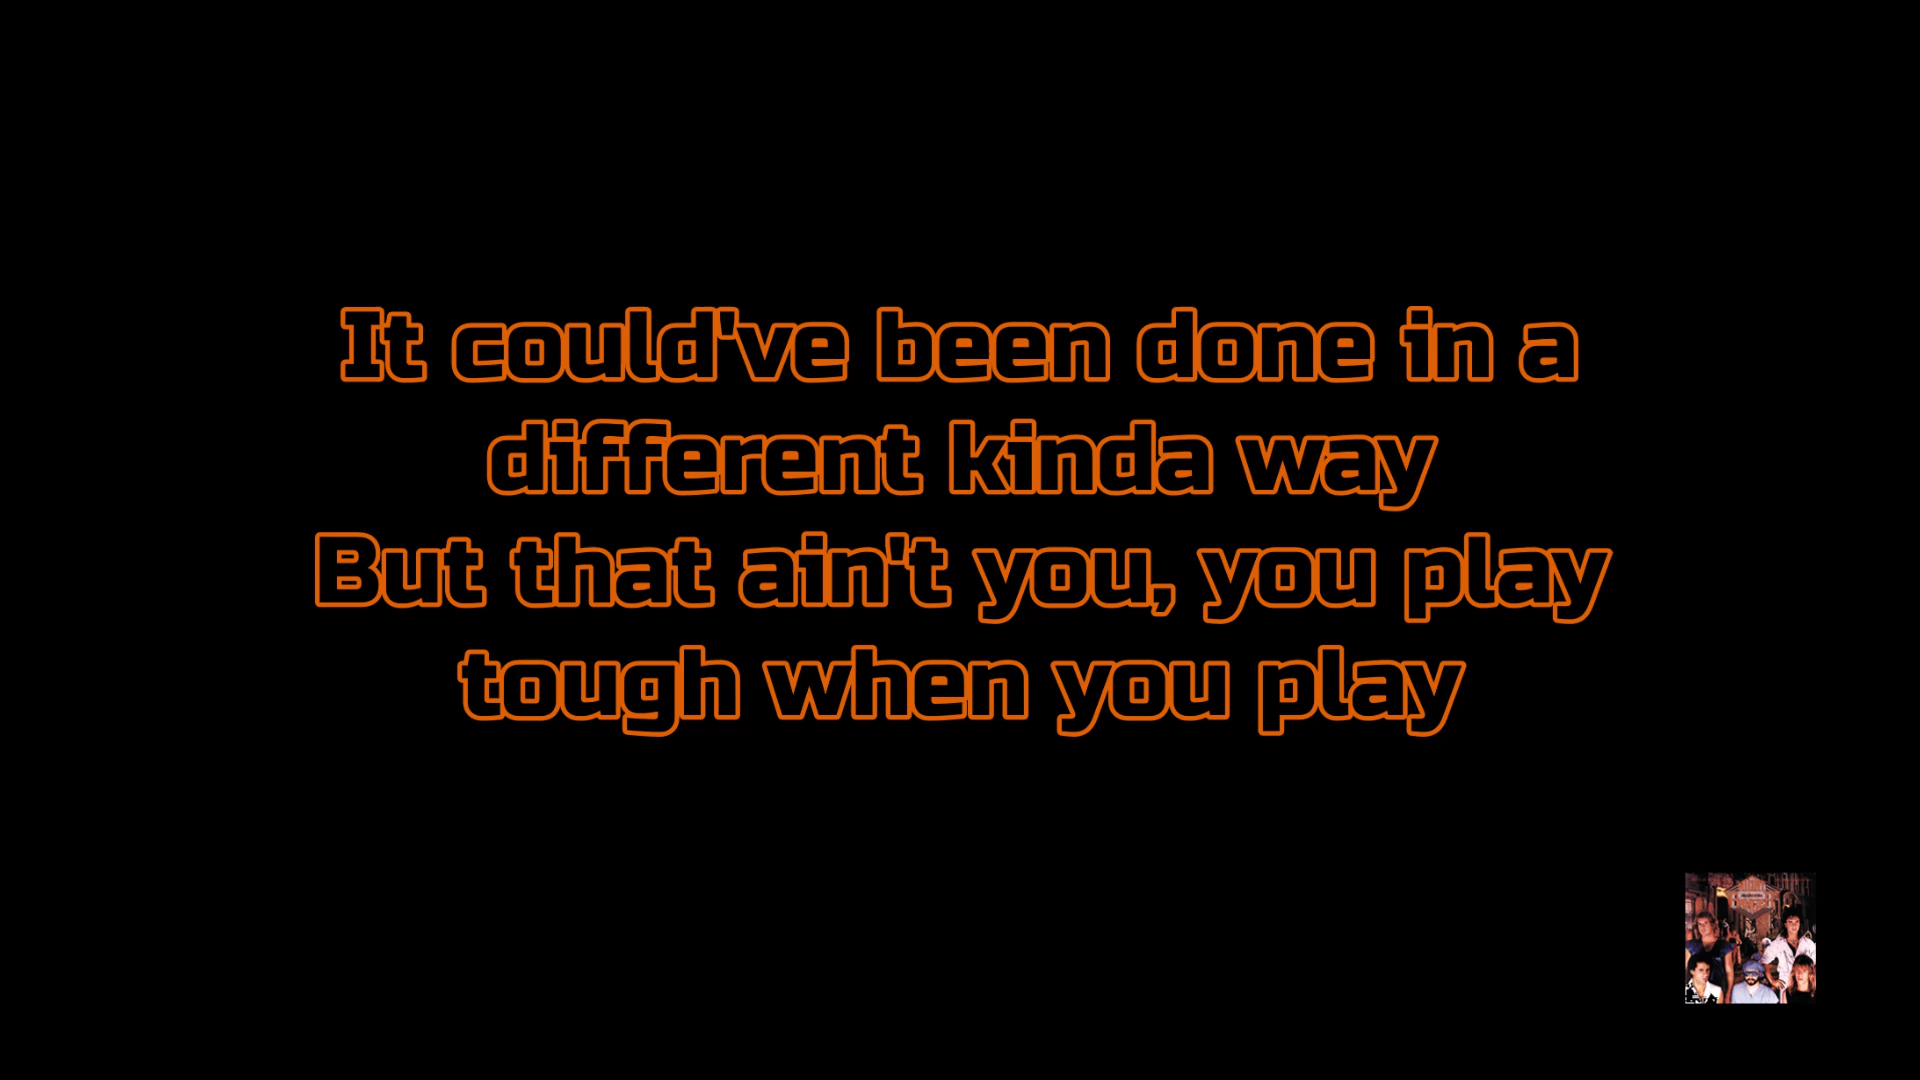 It could've been done in a
different kinda way
But that ain't you, you play
tough when you play